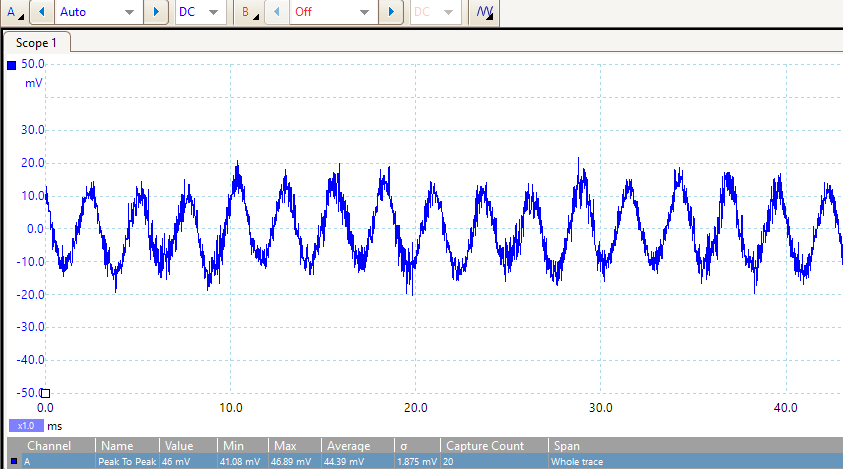 A Auto DC B Off DC
Scope 1
50.0
mV
30.0
20.0
10.0
0.0
-10.0
-20.0
-30.0
-40.0
-50.0
0.0 10.0 20.0 30.0 40.0
x1.0 ms
Channel Name Value Min Max Average σ Capture Count Span
A Peak To Peak 46 mV 41.08 mV 46.89 mV 44.39 mV 1.875 mV 20 Whole trace